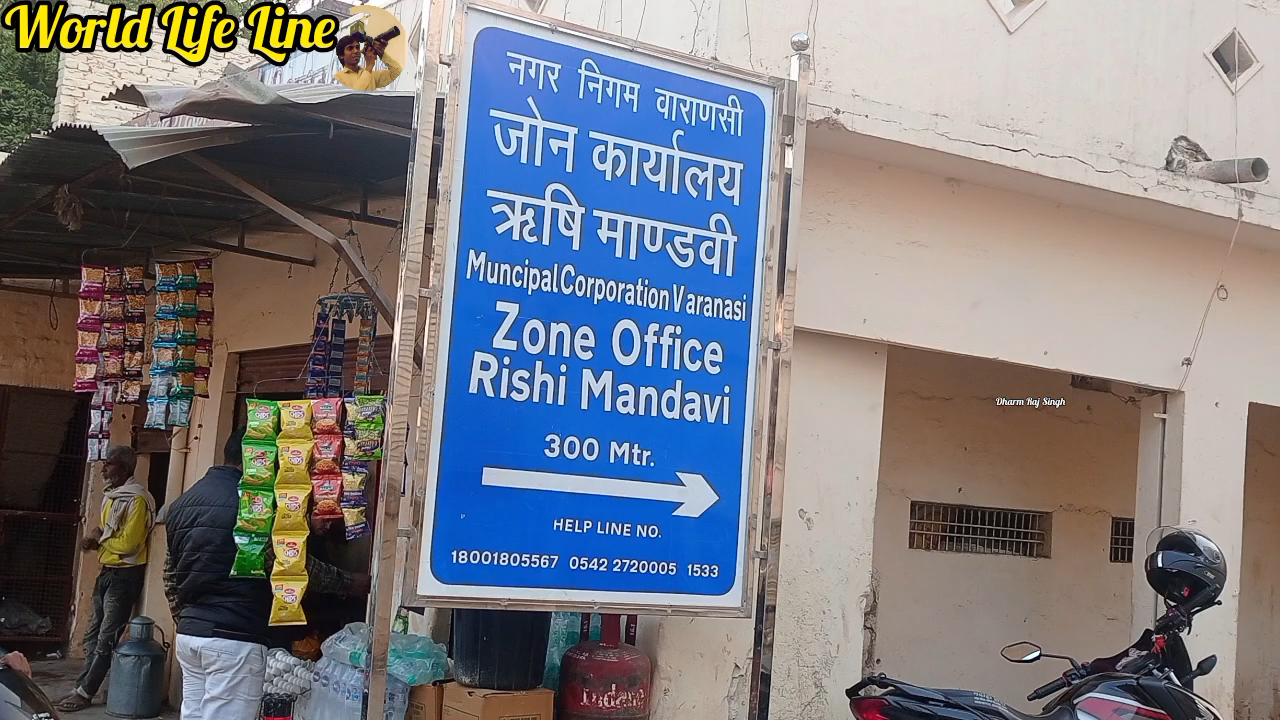 World Life Line
नगर निगम वाराणसी
जोन कार्यालय
ऋषि माण्डवी
Muncipal Corporation Varanasi
Zone Office
Rishi Mandavi
300 Mtr.
HELP LINE NO.
18001805567 0542 2720005 1533
Dharm Raj Singh
Indane